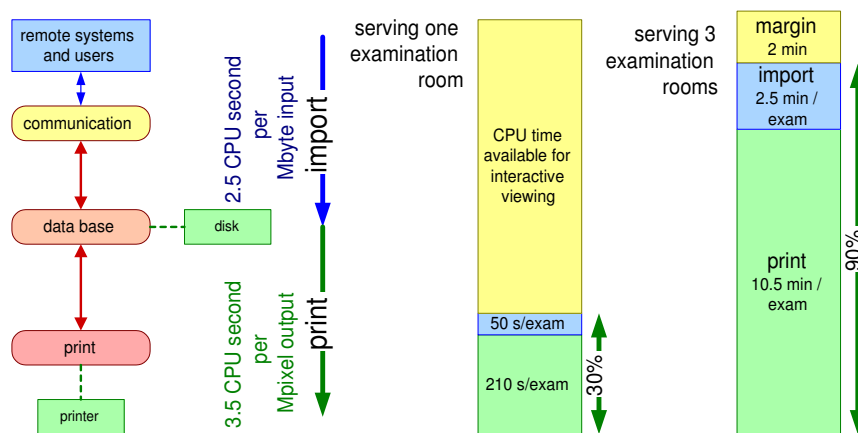 remote systems
and users
communication
data base
disk
print
printer
2.5 CPU second
per
Mbyte input
import
3.5 CPU second
per
Mpixel output
print
serving one
examination
room
CPU time
available for
interactive
viewing
50 s/exam
210 s/exam
30%
serving 3
examination
rooms
margin
2 min
import
2.5 min /
exam
print
10.5 min /
exam
90%